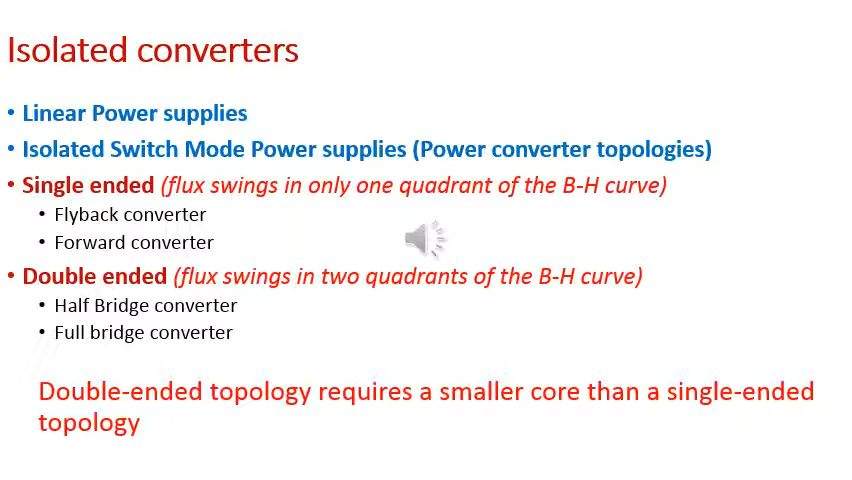 Isolated converters
• Linear Power supplies
• Isolated Switch Mode Power supplies (Power converter topologies)
• Single ended (flux swings in only one quadrant of the B-H curve)
• Flyback converter
• Forward converter
• Double ended (flux swings in two quadrants of the B-H curve)
• Half Bridge converter
• Full bridge converter
Double-ended topology requires a smaller core than a single-ended
topology